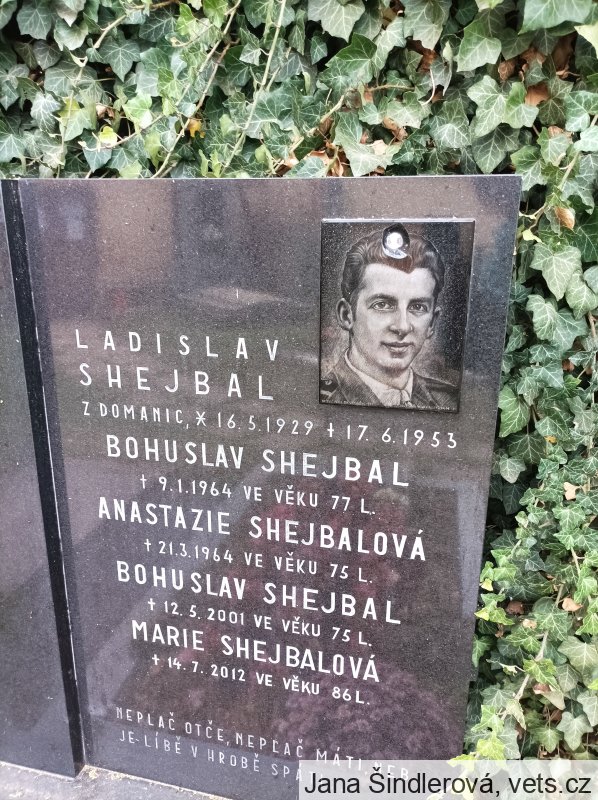 LADISLAV
SHEJBAL
Z DOMANIC, 16.5.1929 ✝ 17.6.1953
BOHUSLAV SHEJBAL
✝ 9.1.1964 VE VĚKU 77 L.
ANASTAZIE SHEJBALOVÁ
✝ 21.3.1964 VE VĚKU 75 L.
BOHUSLAV SHEJBAL
✝ 12.5.2001 VE VĚKU 75 L.
MARIE SHEJBALOVÁ
✝ 14.7.2012 VE VĚKU 86 L.
NEPLAČ OTČE, NEPLAČ MÁTI,
JE-LÍBĚ V HROBĚ
Jana Šindlerová, vets.cz